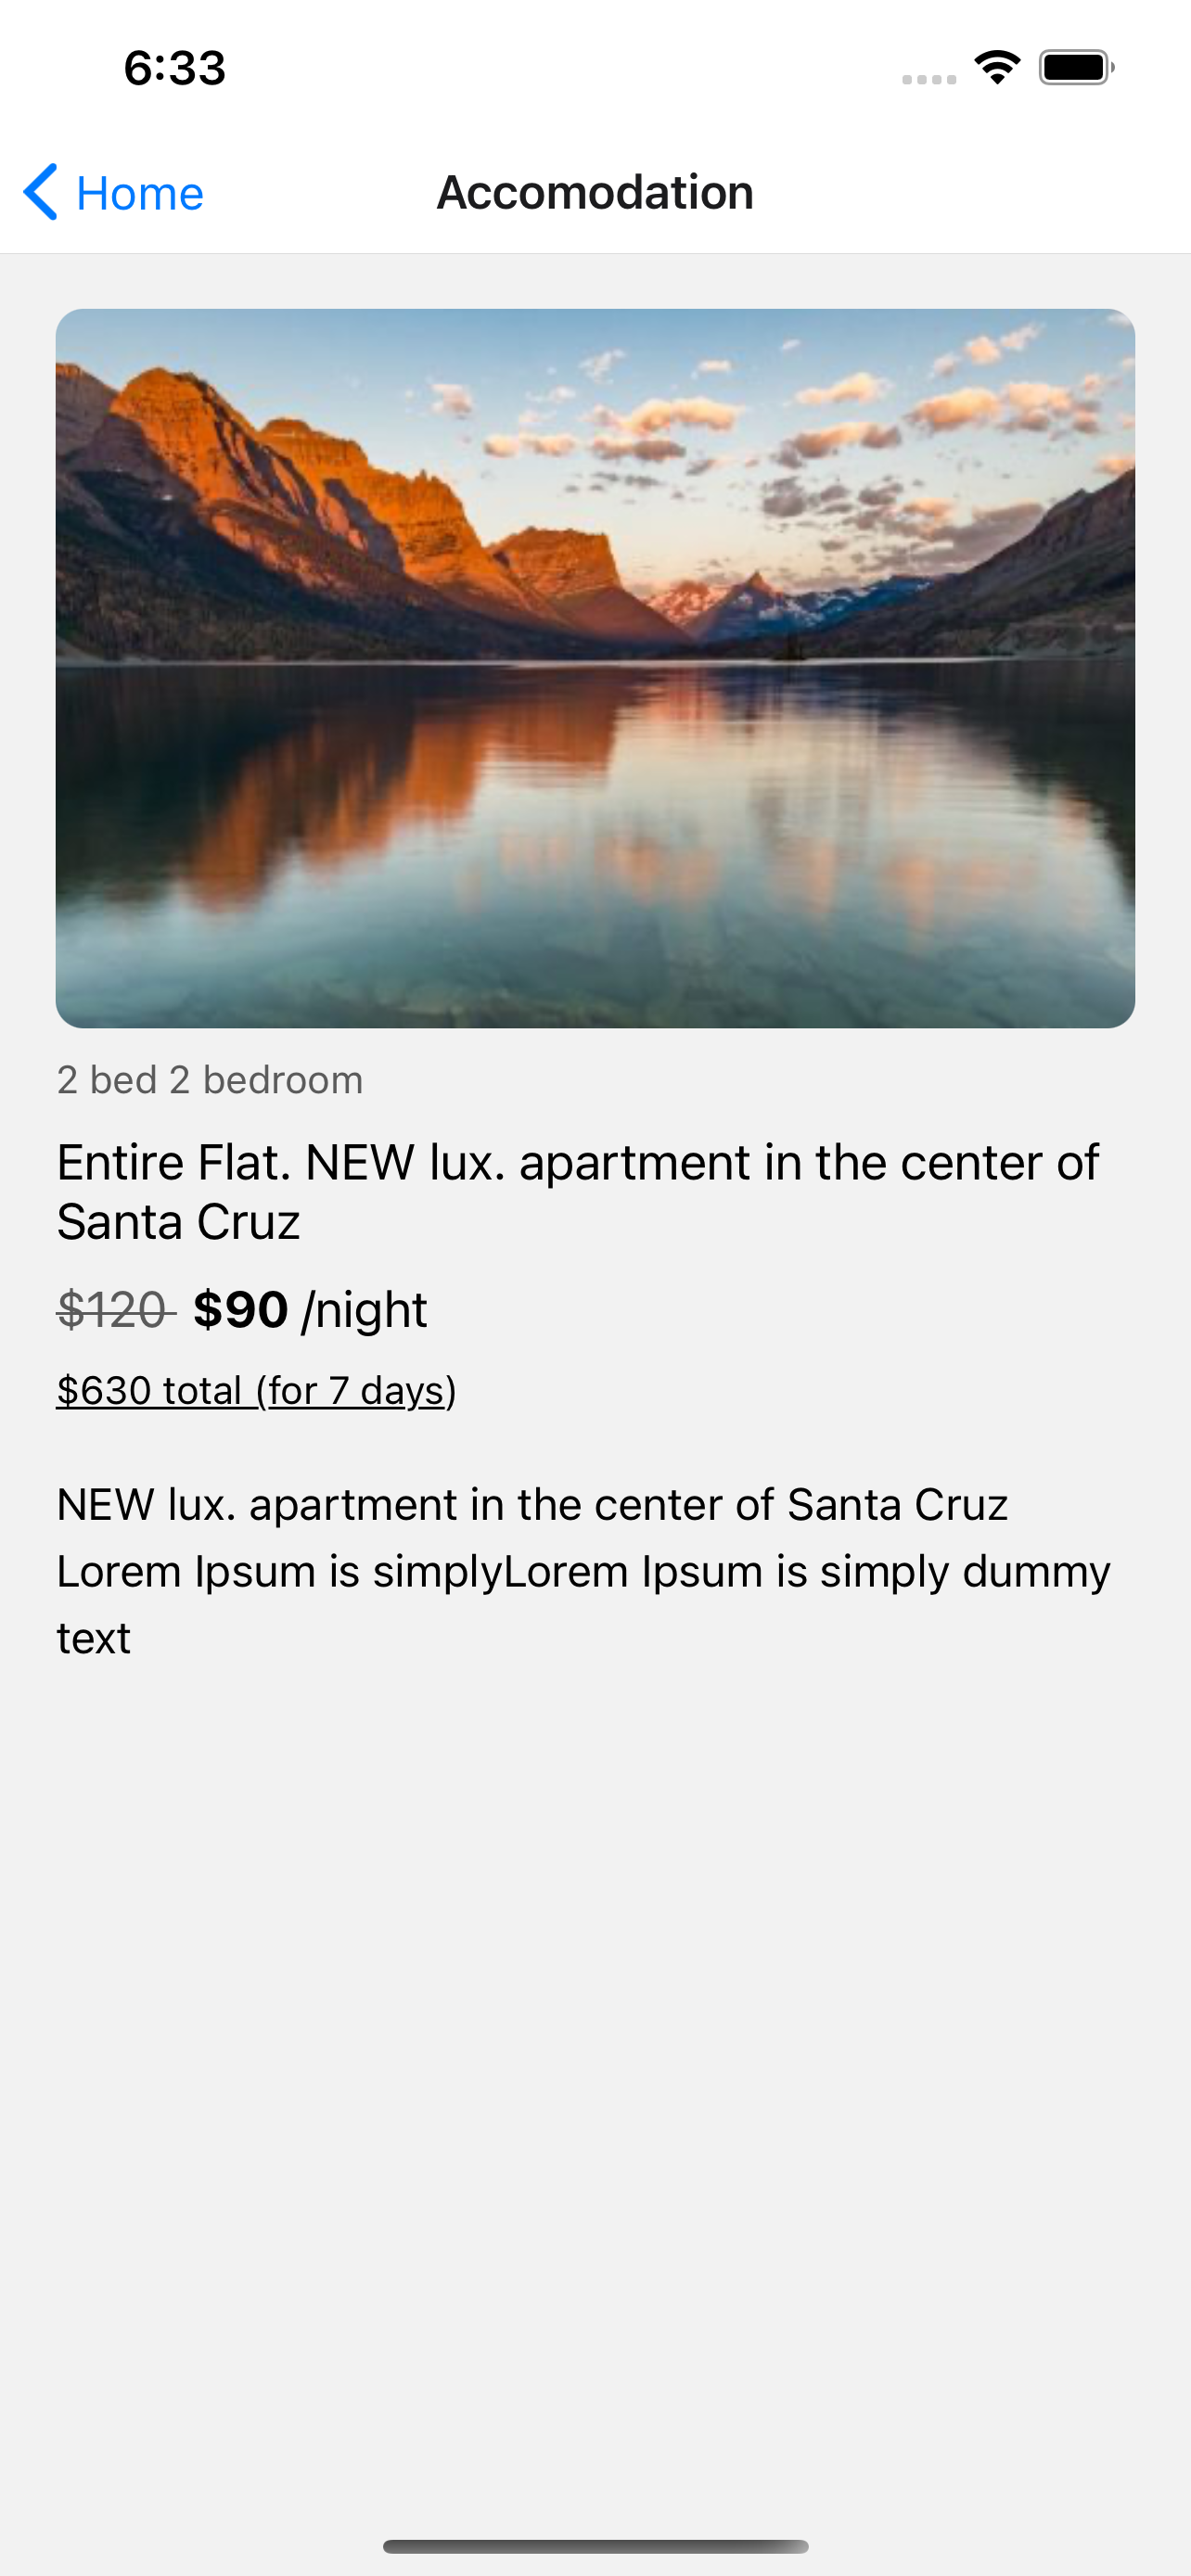 6:33
Home
Accomodation
2 bed 2 bedroom
Entire Flat. NEW lux. apartment in the center of
Santa Cruz
$120 $90 /night
$630 total (for 7 days)
NEW lux. apartment in the center of Santa Cruz
Lorem Ipsum is simplyLorem Ipsum is simply dummy
text